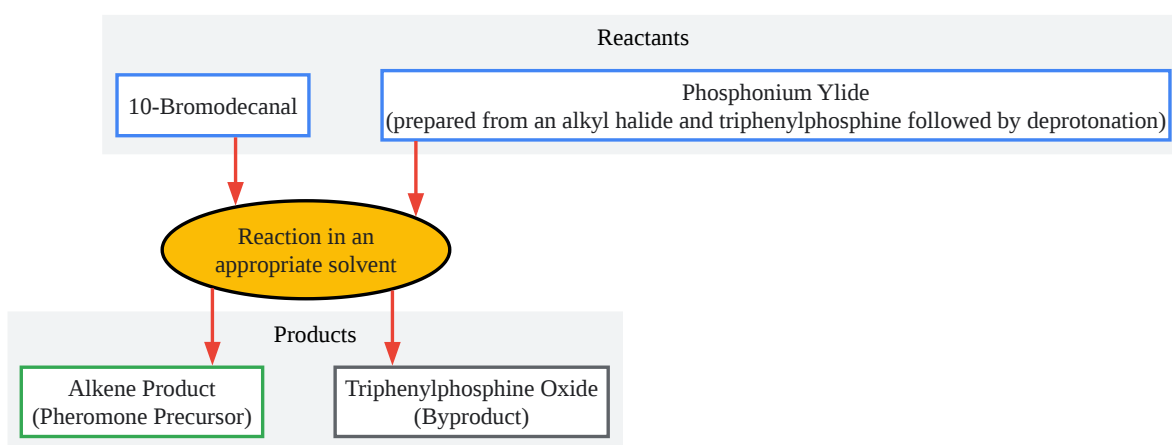 Reactants
10-Bromodecanal
Phosphonium Ylide
(prepared from an alkyl halide and triphenylphosphine followed by deprotonation)
Reaction in an
appropriate solvent
Products
Alkene Product
(Pheromone Precursor)
Triphenylphosphine Oxide
(Byproduct)